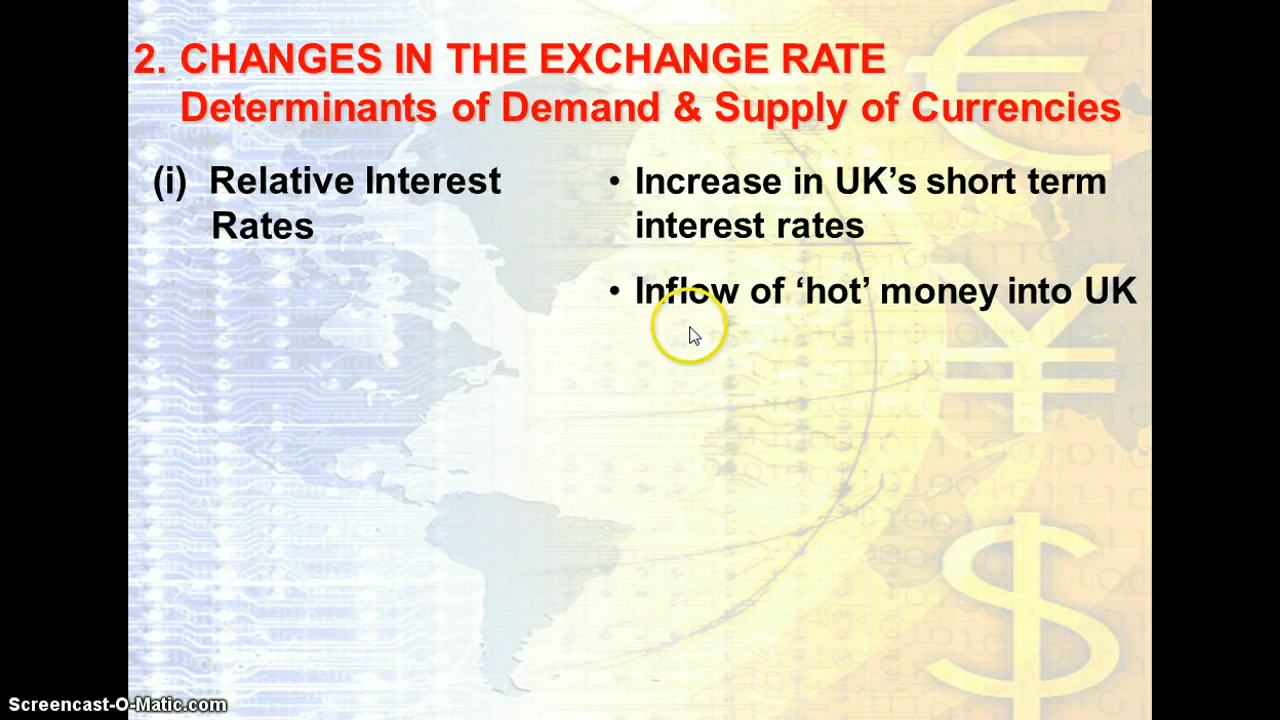 2. CHANGES IN THE EXCHANGE RATE
Determinants of Demand & Supply of Currencies
(i) Relative Interest
Rates
• Increase in UK’s short term
interest rates
• Inflow of ‘hot’ money into UK
Screencast-O-Matic.com